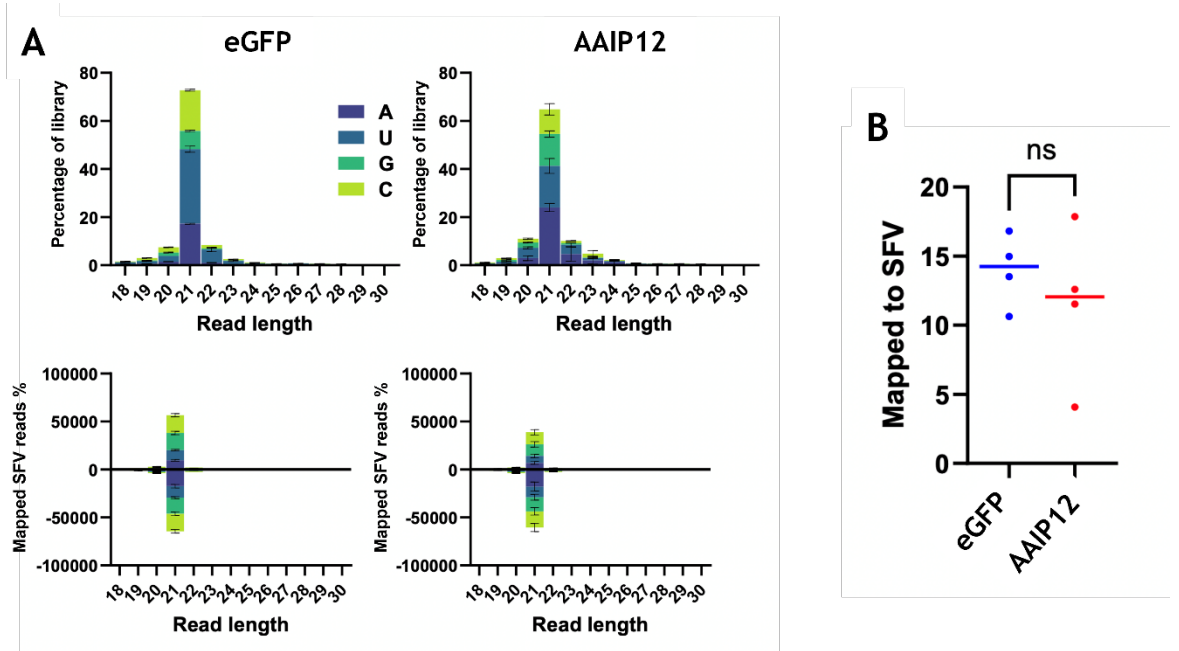 A
eGFP
AAIP12
Percentage of library
80
60
40
20
0
A
U
G
C
18 19 20 21 22 23 24 25 26 27 28 29 30
Read length
Percentage of library
80
60
40
20
0
18 19 20 21 22 23 24 25 26 27 28 29 30
Read length
Mapped SFV reads %
100000
50000
0
-50000
-100000
18 19 20 21 22 23 24 25 26 27 28 29 30
Read length
Mapped SFV reads %
100000
50000
0
-50000
-100000
18 19 20 21 22 23 24 25 26 27 28 29 30
Read length
B
ns
Mapped to SFV
20
15
10
5
0
eGFP
AAIP12